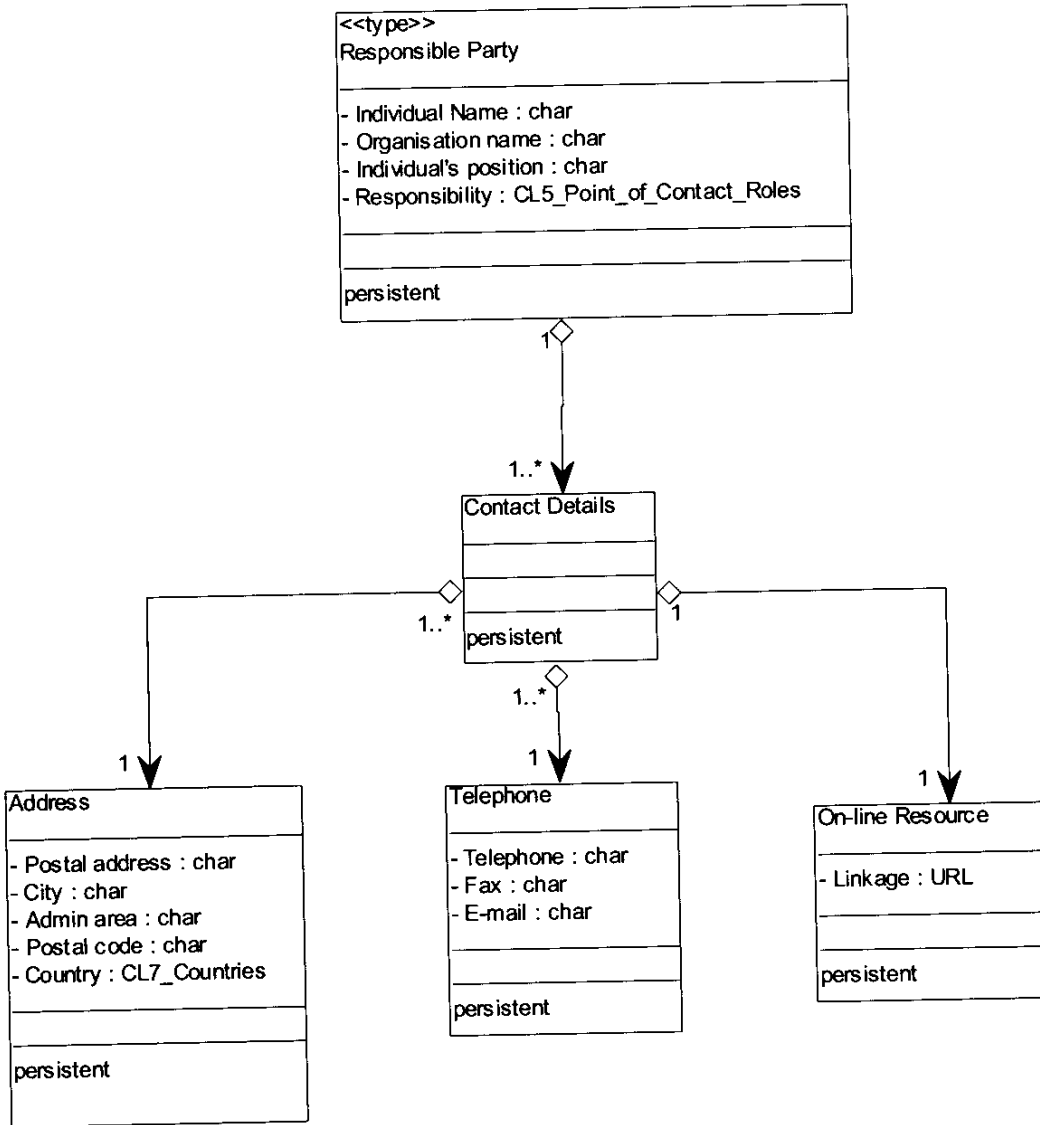 <<type>>
Responsible Party
- Individual Name : char
- Organisation name : char
- Individual's position : char
- Responsibility : CL5_Point_of_Contact_Roles
persistent
1
1..*
Contact Details
persistent
1..*
1
1..*
1
1
1
Address
- Postal address : char
- City : char
- Admin area : char
- Postal code : char
- Country : CL7_Countries
persistent
Telephone
- Telephone : char
- Fax : char
- E-mail : char
persistent
On-line Resource
- Linkage : URL
persistent